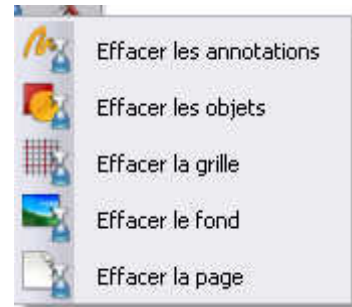 Effacer les annotations
Effacer les objets
Effacer la grille
Effacer le fond
Effacer la page